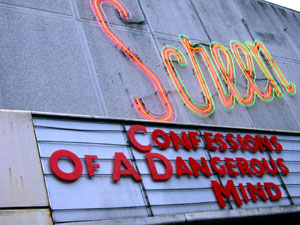 Screen
CONFESSIONS
OF A DANGEROUS
MIND